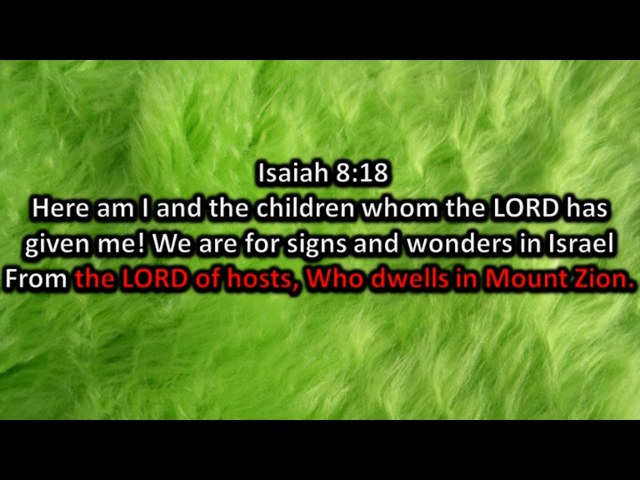 Isaiah 8:18
Here am I and the children whom the LORD has
given me! We are for signs and wonders in Israel
From the LORD of hosts, Who dwells in Mount Zion.